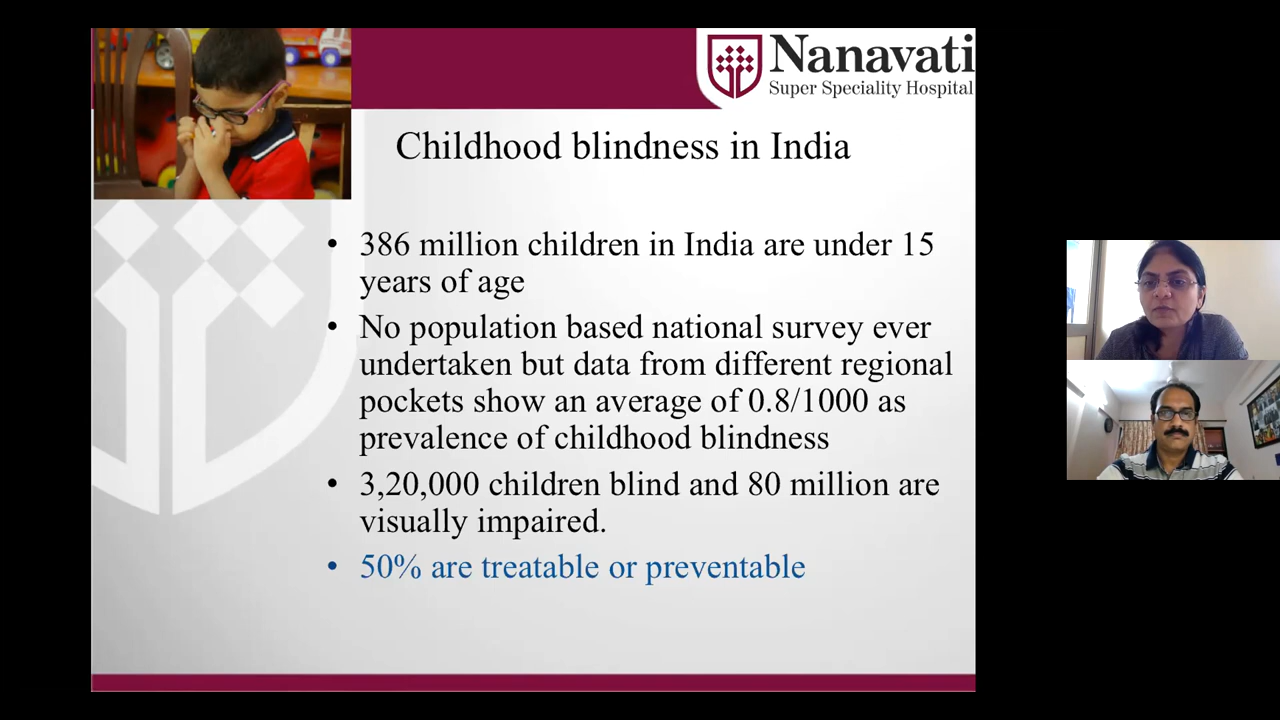 Nanavati
Super Speciality Hospital
Childhood blindness in India
• 386 million children in India are under 15
years of age
• No population based national survey ever
undertaken but data from different regional
pockets show an average of 0.8/1000 as
prevalence of childhood blindness
• 3,20,000 children blind and 80 million are
visually impaired.
• 50% are treatable or preventable